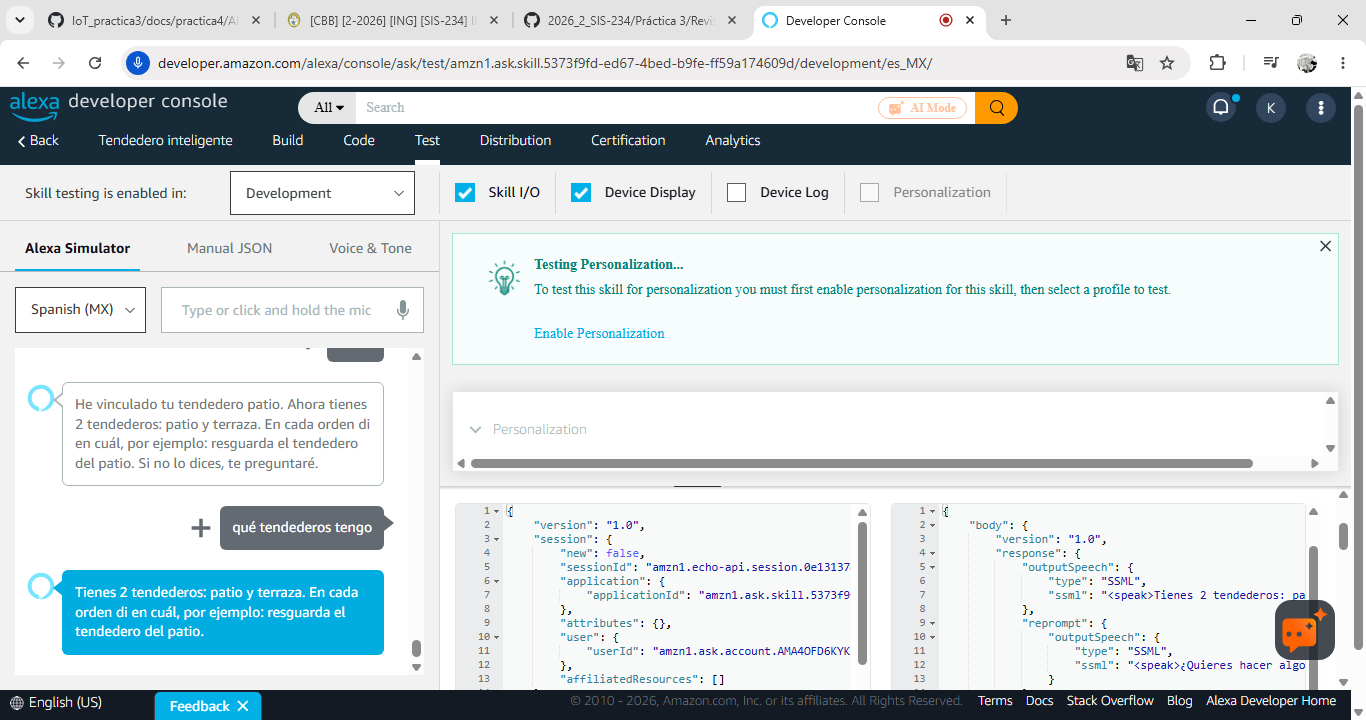 IoT_practica3/docs/practica4/Al
[CBB] [2-2026] [ING] [SIS-234] I
2026_2_SIS-234/Práctica 3/Revis
Developer Console
developer.amazon.com/alexa/console/ask/test/amzn1.ask.skill.5373f9fd-ed67-4bed-b9fe-ff59a174609d/development/es_MX/
alexa developer console
All
Search
AI Mode
K
Back
Tendedero inteligente
Build
Code
Test
Distribution
Certification
Analytics
Skill testing is enabled in:
Development
Skill I/O
Device Display
Device Log
Personalization
Alexa Simulator
Manual JSON
Voice & Tone
Spanish (MX)
Type or click and hold the mic
He vinculado tu tendedero patio. Ahora tienes
2 tendederos: patio y terraza. En cada orden di
en cuál, por ejemplo: resguarda el tendedero
del patio. Si no lo dices, te preguntaré.
qué tendederos tengo
Tienes 2 tendederos: patio y terraza. En cada
orden di en cuál, por ejemplo: resguarda el
tendedero del patio.
Testing Personalization...
To test this skill for personalization you must first enable personalization for this skill, then select a profile to test.
Enable Personalization
Personalization
1 {
2 "version": "1.0",
3 "session": {
4 "new": false,
5 "sessionId": "amzn1.echo-api.session.0e13137
6 "application": {
7 "applicationId": "amzn1.ask.skill.5373f9
8 },
9 "attributes": {},
10 "user": {
11 "userId": "amzn1.ask.account.AMA4OFD6KYK
12 },
13 "affiliatedResources": []
1 {
2 "body": {
3 "version": "1.0",
4 "response": {
5 "outputSpeech": {
6 "type": "SSML",
7 "ssml": "<speak>Tienes 2 tendederos: pa
8 },
9 "reprompt": {
10 "outputSpeech": {
11 "type": "SSML",
12 "ssml": "<speak>¿Quieres hacer algo
13 }
English (US)
Feedback
© 2010 - 2026, Amazon.com, Inc. or its affiliates. All Rights Reserved.
Terms
Docs
Stack Overflow
Blog
Alexa Developer Home